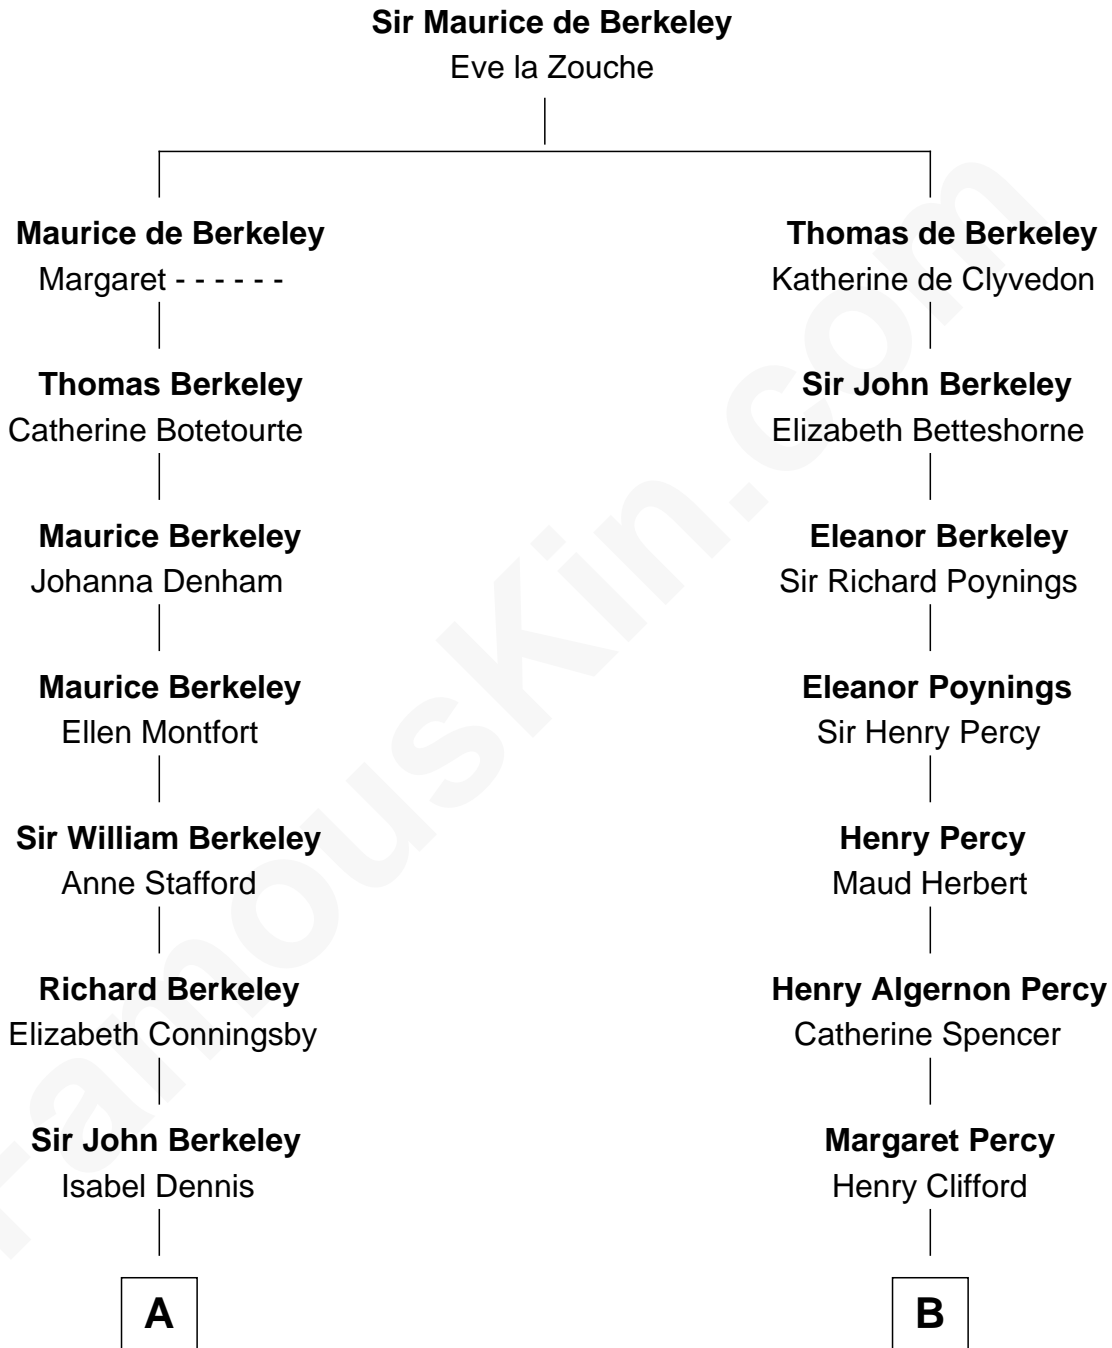 Sir Maurice de Berkeley
Eve la Zouche
Maurice de Berkeley
Margaret - - - - - -
Thomas Berkeley
Catherine Botetourte
Maurice Berkeley
Johanna Denham
Maurice Berkeley
Ellen Montfort
Sir William Berkeley
Anne Stafford
Richard Berkeley
Elizabeth Conningsby
Sir John Berkeley
Isabel Dennis
A
Thomas de Berkeley
Katherine de Clyvedon
Sir John Berkeley
Elizabeth Betteshorne
Eleanor Berkeley
Sir Richard Poynings
Eleanor Poynings
Sir Henry Percy
Henry Percy
Maud Herbert
Henry Algernon Percy
Catherine Spencer
Margaret Percy
Henry Clifford
B
FamousKin.com